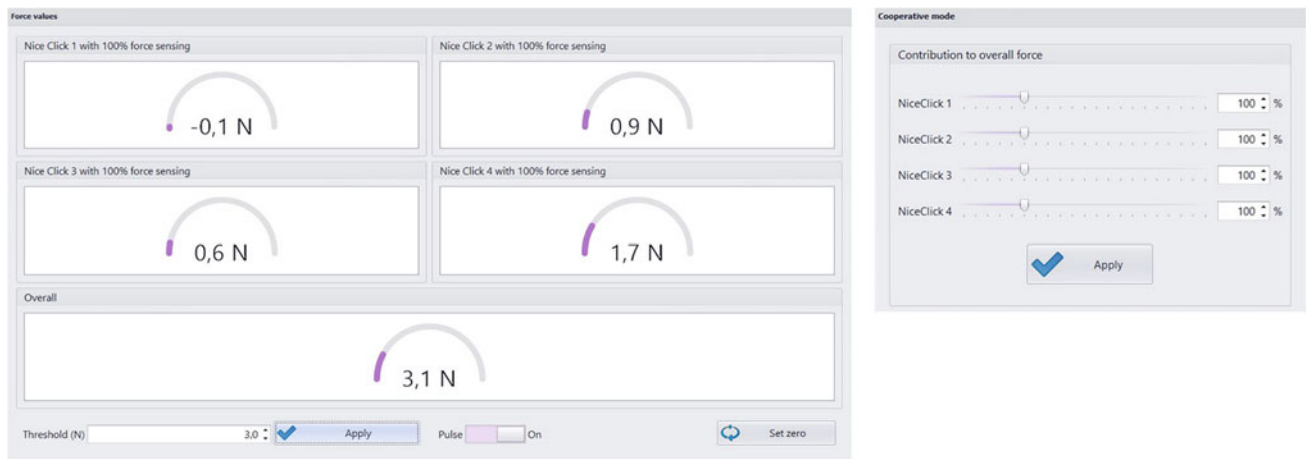 Force values
Nice Click 1 with 100% force sensing
-0,1 N
Nice Click 2 with 100% force sensing
0,9 N
Nice Click 3 with 100% force sensing
0,6 N
Nice Click 4 with 100% force sensing
1,7 N
Overall
3,1 N
Threshold (N) 3,0 Apply Pulse On Set zero
Cooperative mode
Contribution to overall force
NiceClick 1 100 %
NiceClick 2 100 %
NiceClick 3 100 %
NiceClick 4 100 %
Apply